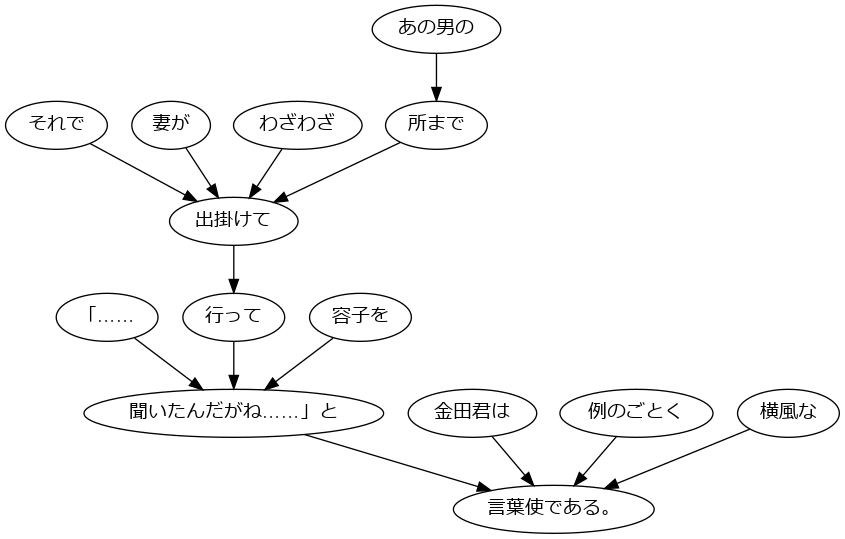 あの男の
それで
妻が
わざわざ
所まで
出掛けて
「……
行って
容子を
聞いたんだがね……」と
金田君は
例のごとく
横風な
言葉使である。